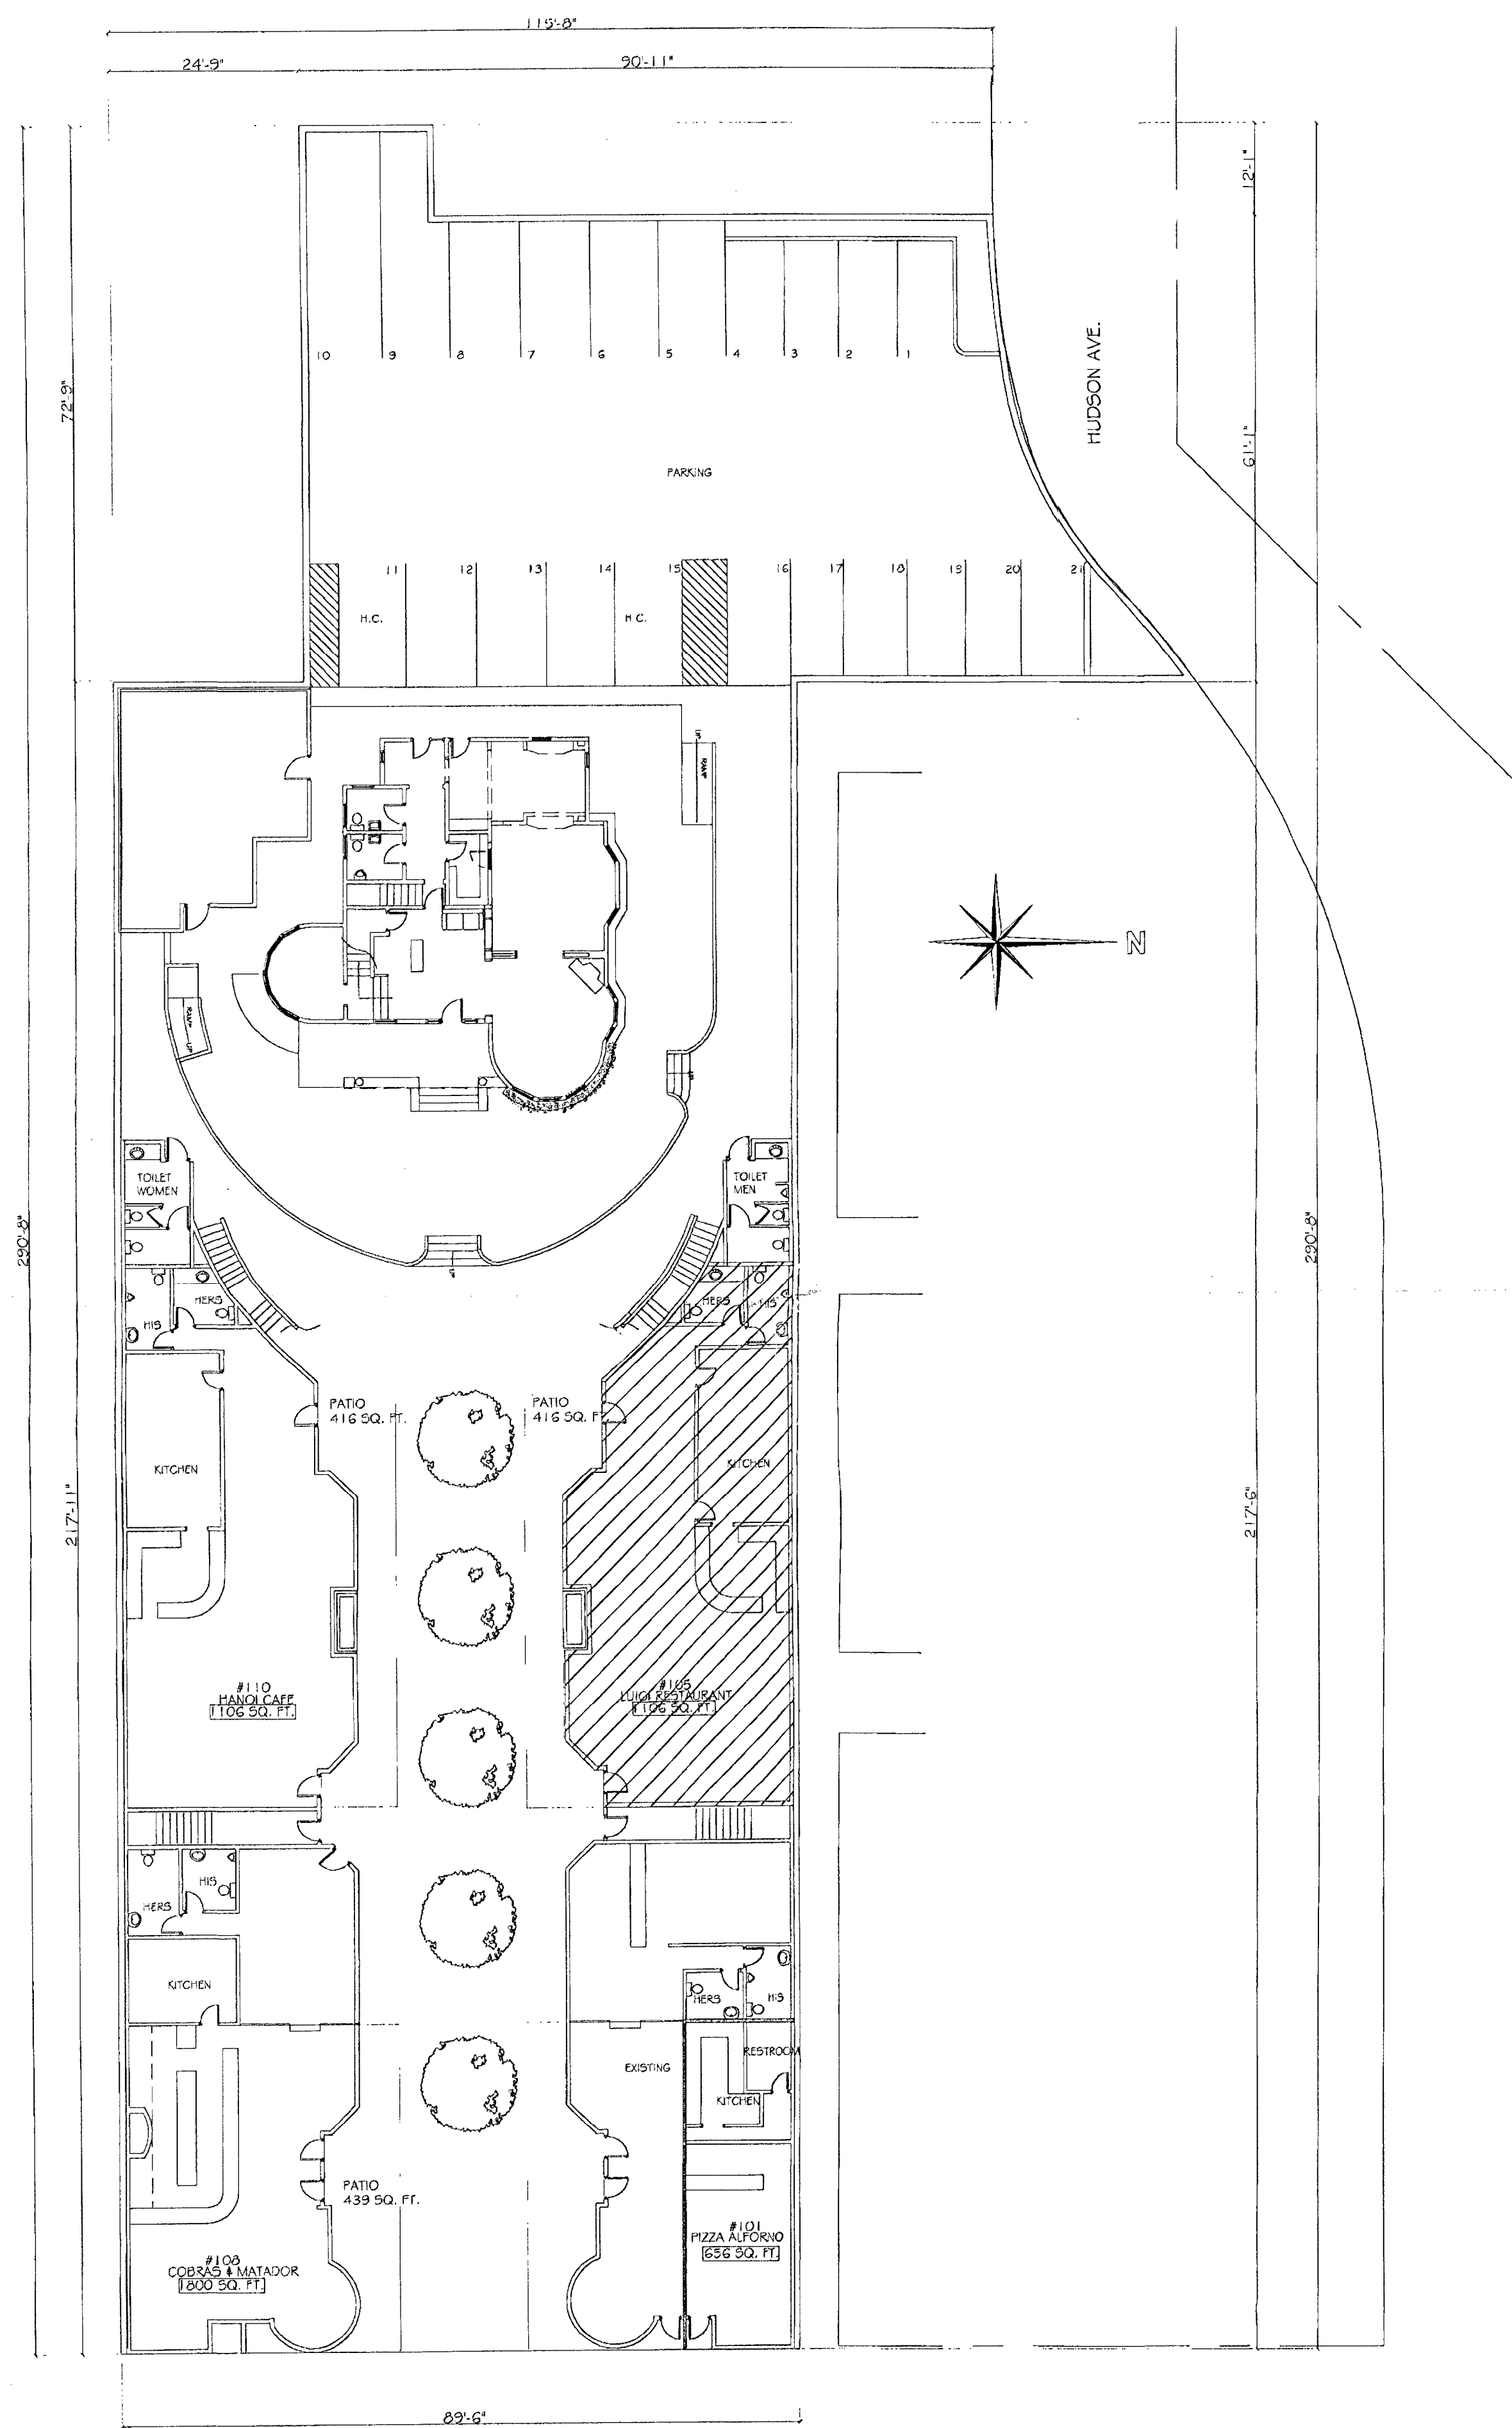 115'-8"
24'-9"
90'-11"
12'-1"
72'-9"
61'-1"
HUDSON AVE.
10
9
8
7
6
5
4
3
2
1
PARKING
11
12
13
14
15
16
17
18
19
20
21
H.C.
H C.
UP
RAMP
N
RAMP
UP
TOILET
WOMEN
TOILET
MEN
UP
290'-8"
290'-8"
HERS
HIS
HERS
HIS
PATIO
416 SQ. FT.
PATIO
416 SQ. F
KITCHEN
KITCHEN
217'-11"
217'-6"
#110
HANOI CAFE
1106 SQ. FT.
#105
LUIGI RESTAURANT
1106 SQ. FT.
HIS
HERS
KITCHEN
HERS
HIS
RESTROOM
EXISTING
KITCHEN
PATIO
439 SQ. FT.
#101
PIZZA ALFORNO
656 SQ. FT.
#108
COBRAS & MATADOR
1800 SQ. FT.
89'-6"